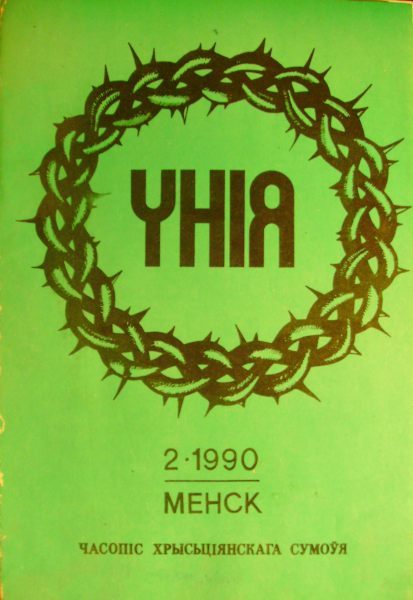 УНІЯ
2·1990
МЕНСК
ЧАСОПІС ХРЫСЬЦІЯНСКАГА СУМОЎЯ